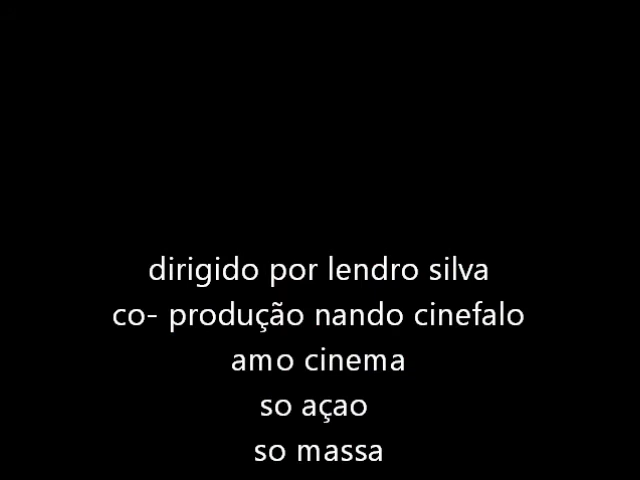 dirigido por lendro silva
co- produção nando cinefalo
amo cinema
so açao
so massa